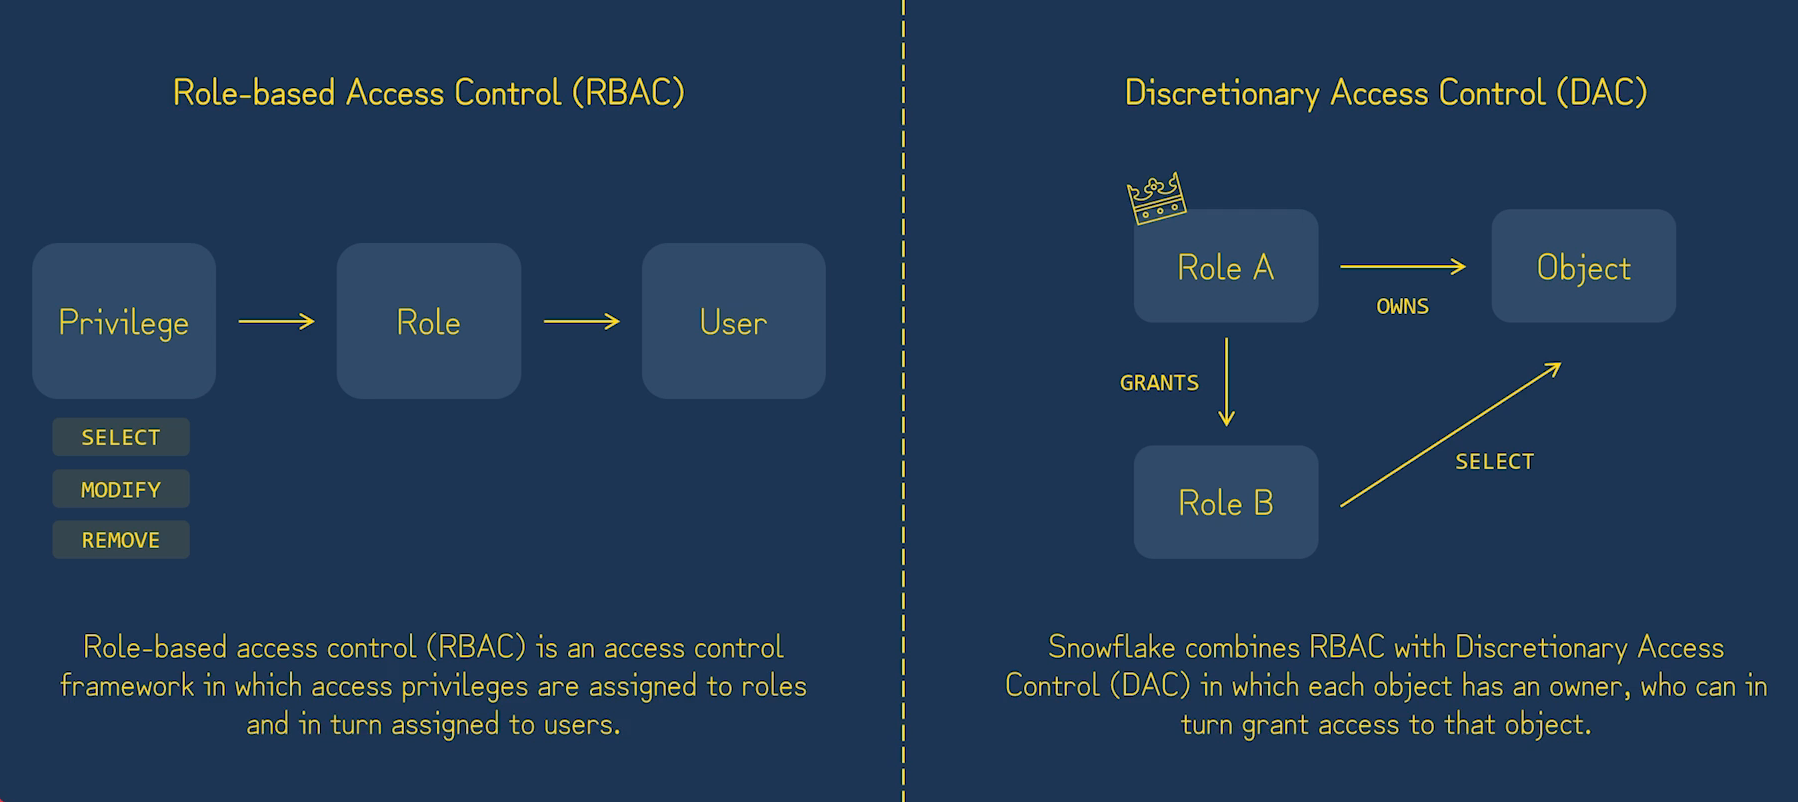 Role-based Access Control (RBAC)
Privilege
Role
User
SELECT
MODIFY
REMOVE
Role-based access control (RBAC) is an access control
framework in which access privileges are assigned to roles
and in turn assigned to users.
Discretionary Access Control (DAC)
Role A
OWNS
Object
GRANTS
Role B
SELECT
Snowflake combines RBAC with Discretionary Access
Control (DAC) in which each object has an owner, who can in
turn grant access to that object.